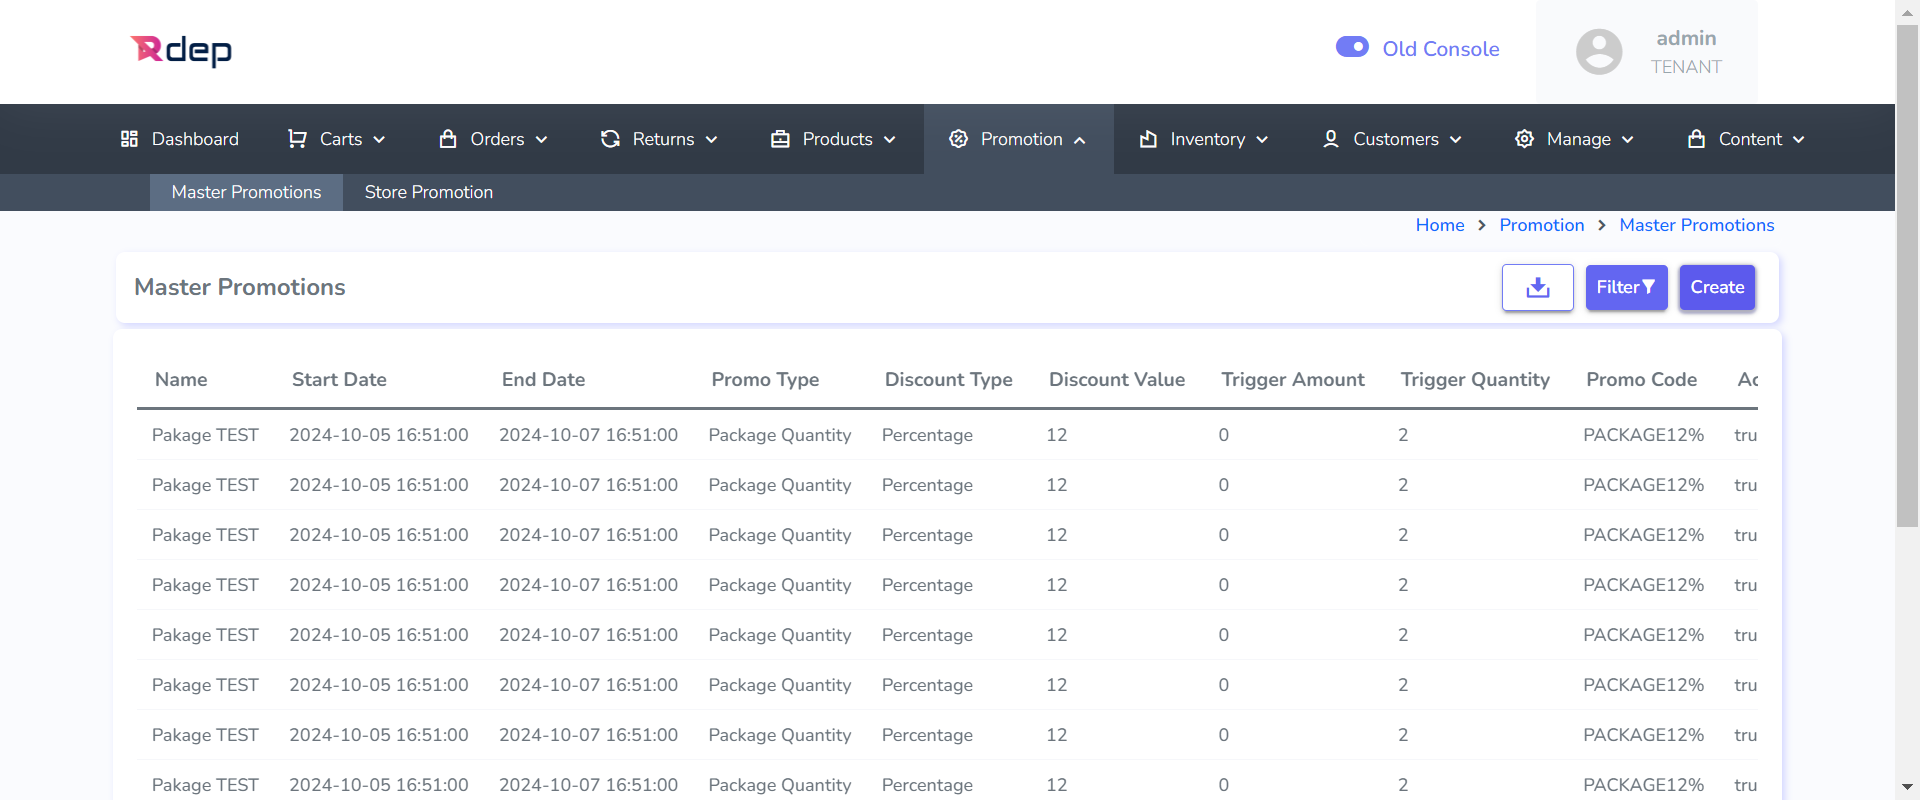 Rdep
Old Console
admin
TENANT
Dashboard Carts Orders Returns Products Promotion Inventory Customers Manage Content
Master Promotions Store Promotion
Home > Promotion > Master Promotions
Master Promotions Filter Create
Name Start Date End Date Promo Type Discount Type Discount Value Trigger Amount Trigger Quantity Promo Code Ac
Pakage TEST 2024-10-05 16:51:00 2024-10-07 16:51:00 Package Quantity Percentage 12 0 2 PACKAGE12% tru
Pakage TEST 2024-10-05 16:51:00 2024-10-07 16:51:00 Package Quantity Percentage 12 0 2 PACKAGE12% tru
Pakage TEST 2024-10-05 16:51:00 2024-10-07 16:51:00 Package Quantity Percentage 12 0 2 PACKAGE12% tru
Pakage TEST 2024-10-05 16:51:00 2024-10-07 16:51:00 Package Quantity Percentage 12 0 2 PACKAGE12% tru
Pakage TEST 2024-10-05 16:51:00 2024-10-07 16:51:00 Package Quantity Percentage 12 0 2 PACKAGE12% tru
Pakage TEST 2024-10-05 16:51:00 2024-10-07 16:51:00 Package Quantity Percentage 12 0 2 PACKAGE12% tru
Pakage TEST 2024-10-05 16:51:00 2024-10-07 16:51:00 Package Quantity Percentage 12 0 2 PACKAGE12% tru
Pakage TEST 2024-10-05 16:51:00 2024-10-07 16:51:00 Package Quantity Percentage 12 0 2 PACKAGE12% tru